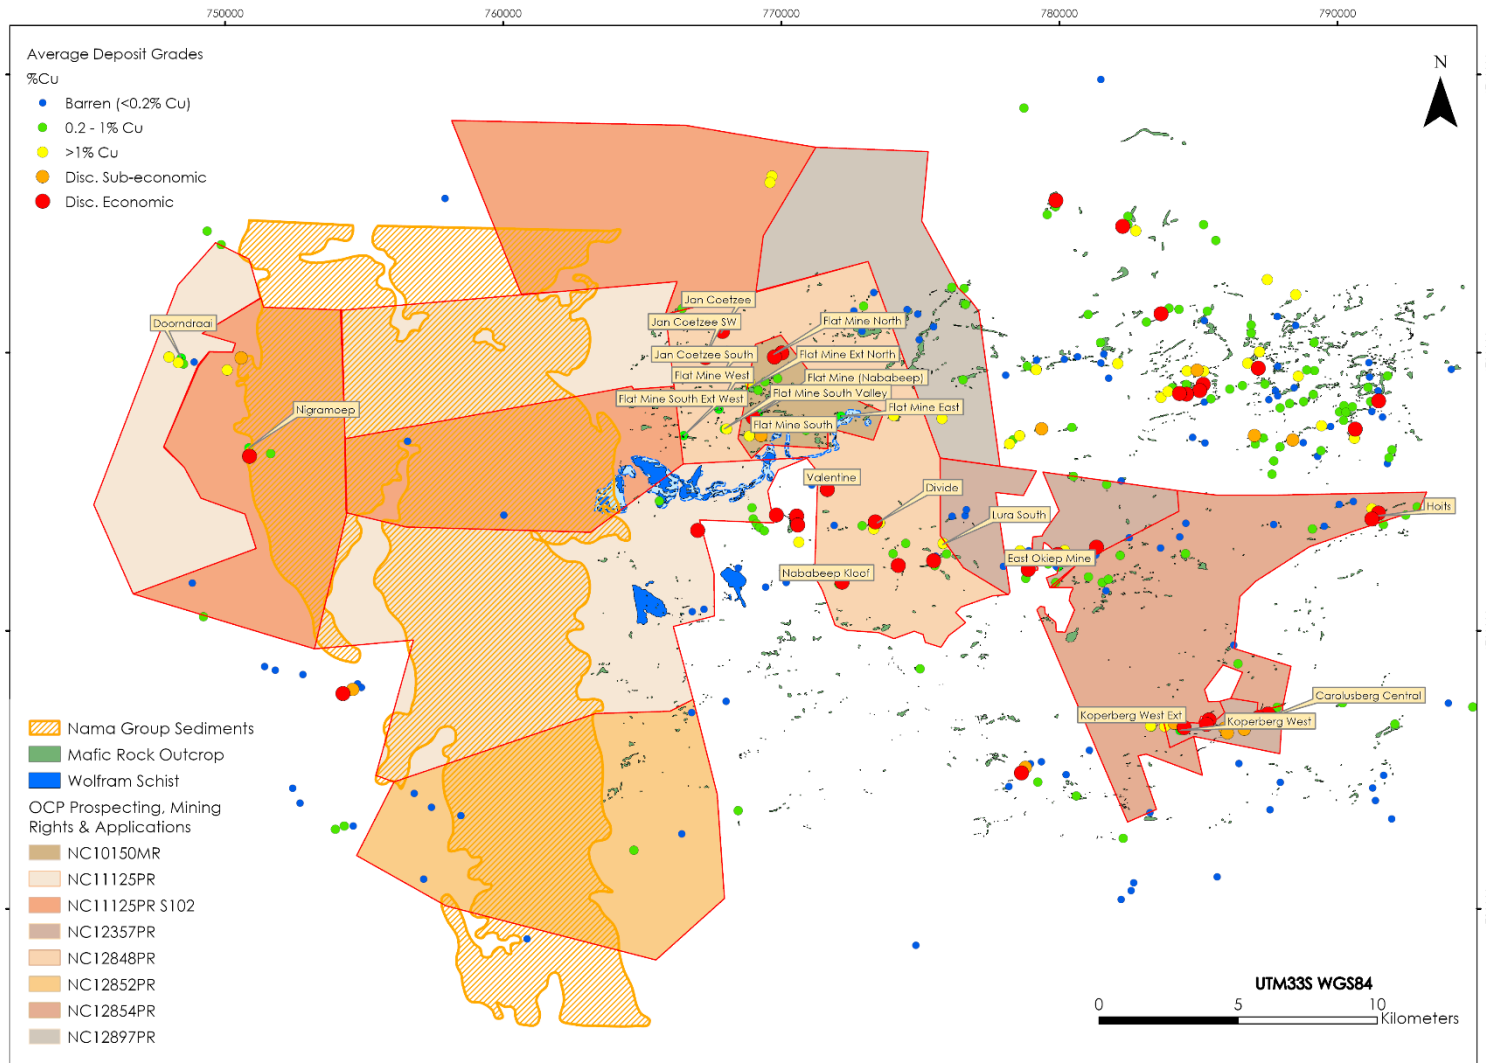 750000
760000
770000
780000
790000
Average Deposit Grades
%Cu
Barren (<0.2% Cu)
0.2 - 1% Cu
>1% Cu
Disc. Sub-economic
Disc. Economic
N
Doorndraai
Nigramoep
Jan Coetzee
Jan Coetzee SW
Flat Mine North
Jan Coetzee South
Flat Mine Ext North
Flat Mine West
Flat Mine (Nababeep)
Flat Mine South Ext West
Flat Mine South Valley
Flat Mine East
Flat Mine South
Valentine
Divide
Lura South
Holts
East Okiep Mine
Nababeep Kloof
Carolusberg Central
Koperberg West Ext
Koperberg West
Nama Group Sediments
Mafic Rock Outcrop
Wolfram Schist
OCP Prospecting, Mining
Rights & Applications
NC10150MR
NC11125PR
NC11125PR S102
NC12357PR
NC12848PR
NC12852PR
NC12854PR
NC12897PR
UTM33S WGS84
0 5 10
Kilometers